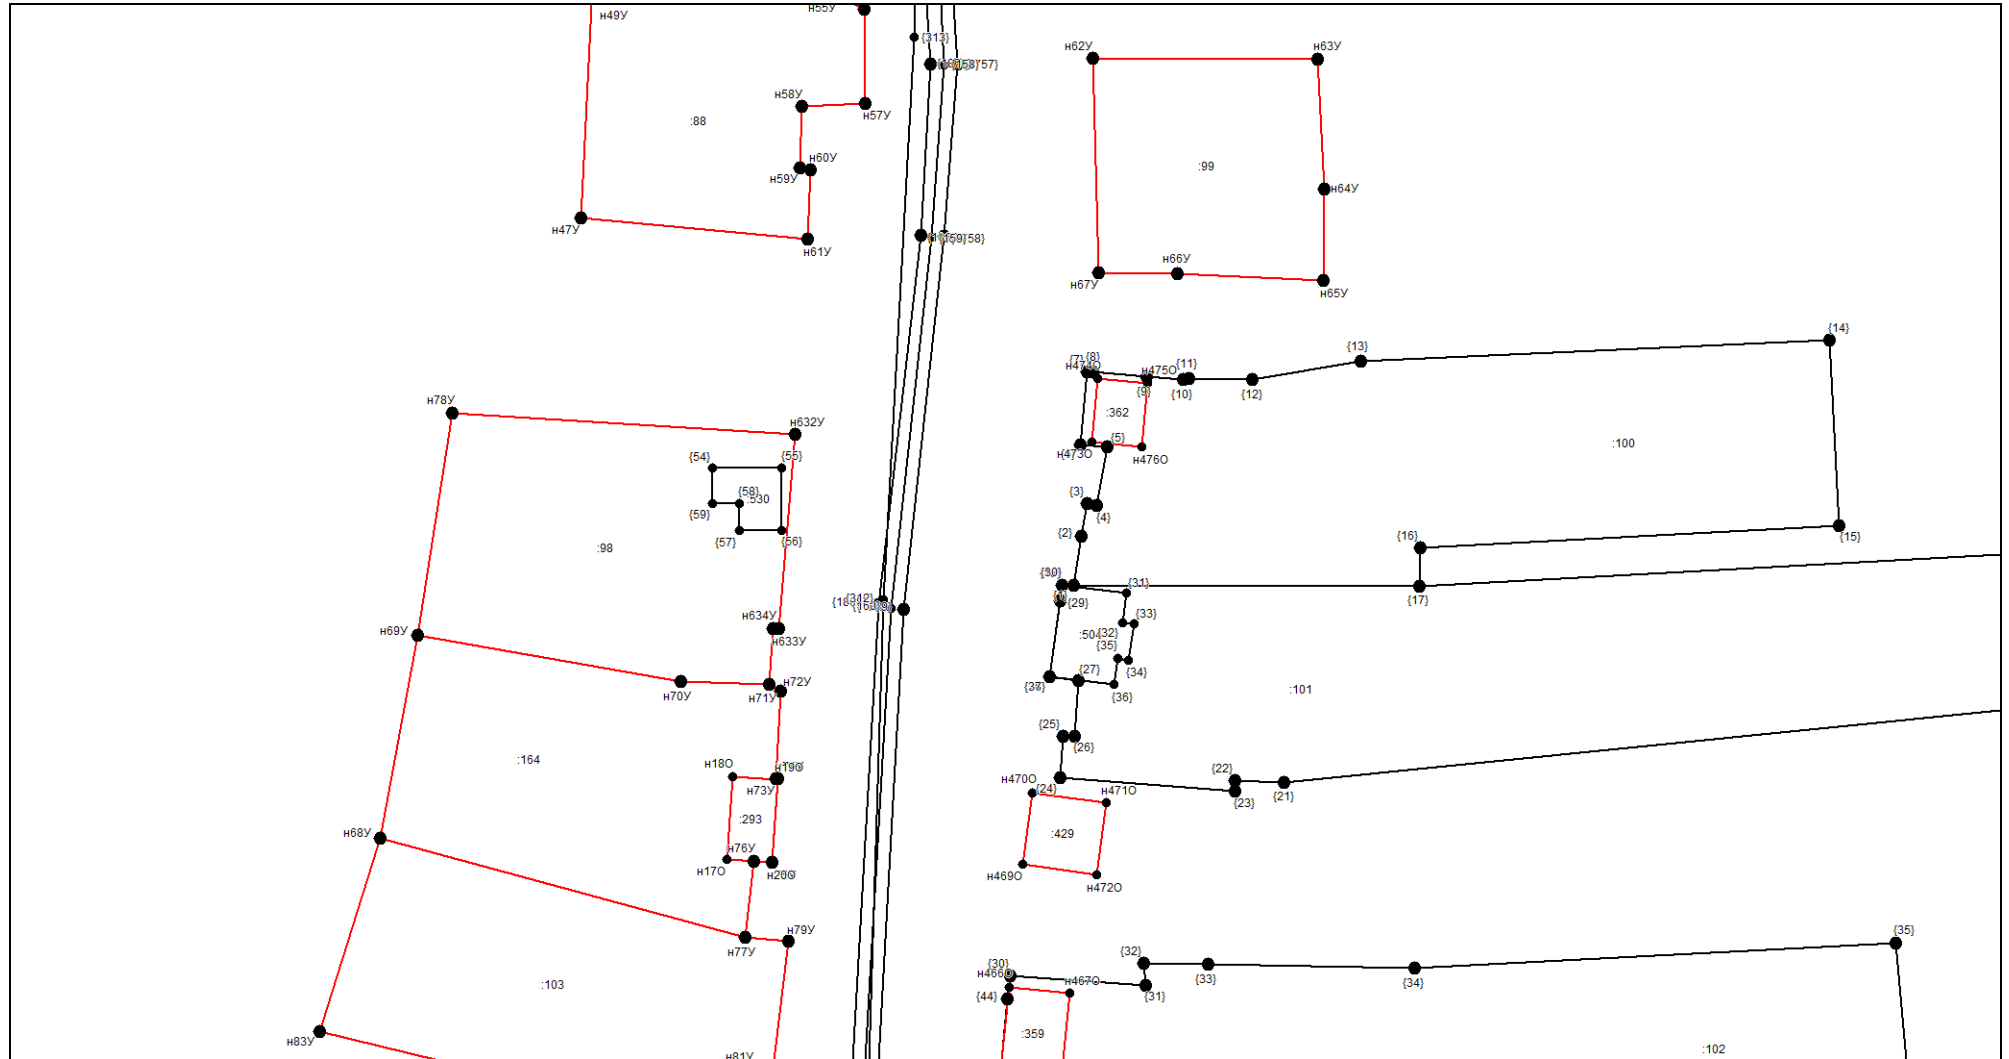 н49У
н55У
{313}
н62У
н63У
н58У
н57У
:88
н60У
н59У
:99
н64У
н47У
н61У
н66У
н67У
н65У
{14}
{13}
{7}
{8}
{11}
н474О
н475О
{9}
{10}
{12}
н78У
:362
н632У
{5}
:100
н473О
н476О
{54}
{55}
{58}
:530
{3}
{59}
{4}
{2}
{16}
{15}
{57}
{56}
:98
{30}
{31}
{17}
{29}
{312}
н634У
{33}
н69У
н633У
:504
{32}
{35}
{34}
{27}
н72У
{37}
н70У
н71У
{36}
:101
{25}
{26}
:164
н18О
н19О
{22}
н470О
н73У
{24}
н471О
{21}
{23}
:293
н68У
:429
н76У
н17О
н20О
н469О
н472О
н79У
{35}
н77У
{32}
{30}
н466О
н467О
{33}
{34}
:103
{44}
{31}
:359
н83У
н81У
:102